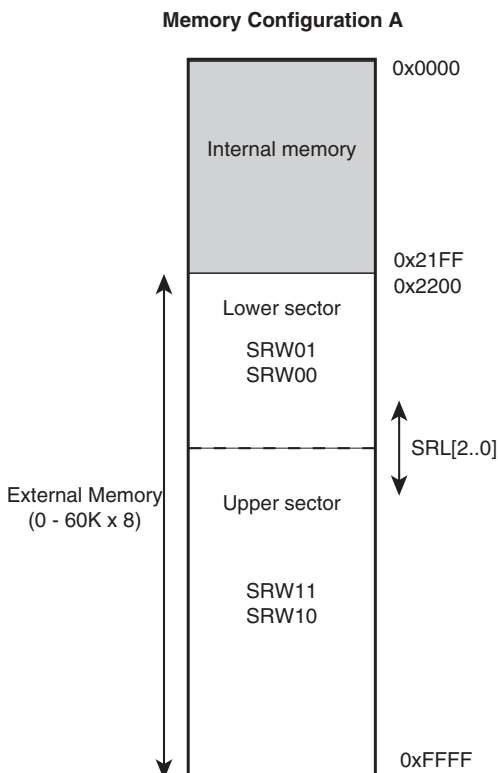 Memory Configuration A
0x0000
Internal memory
0x21FF
0x2200
Lower sector
SRW01
SRW00
SRL[2..0]
External Memory
(0 - 60K x 8)
Upper sector
SRW11
SRW10
0xFFFF